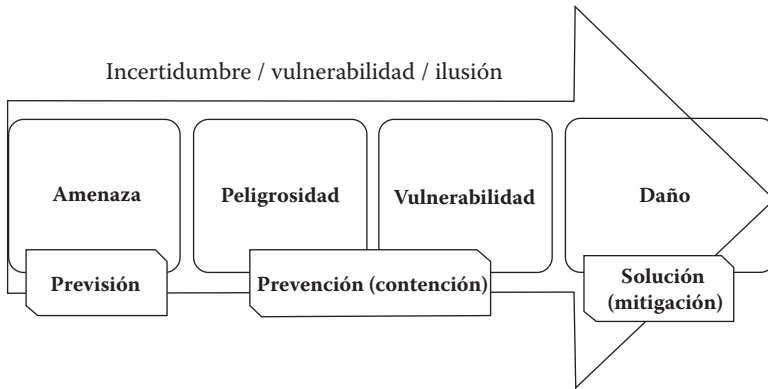 Incertidumbre / vulnerabilidad / ilusión
Amenaza
Peligrosidad
Vulnerabilidad
Daño
Previsión
Prevención (contención)
Solución
(mitigación)